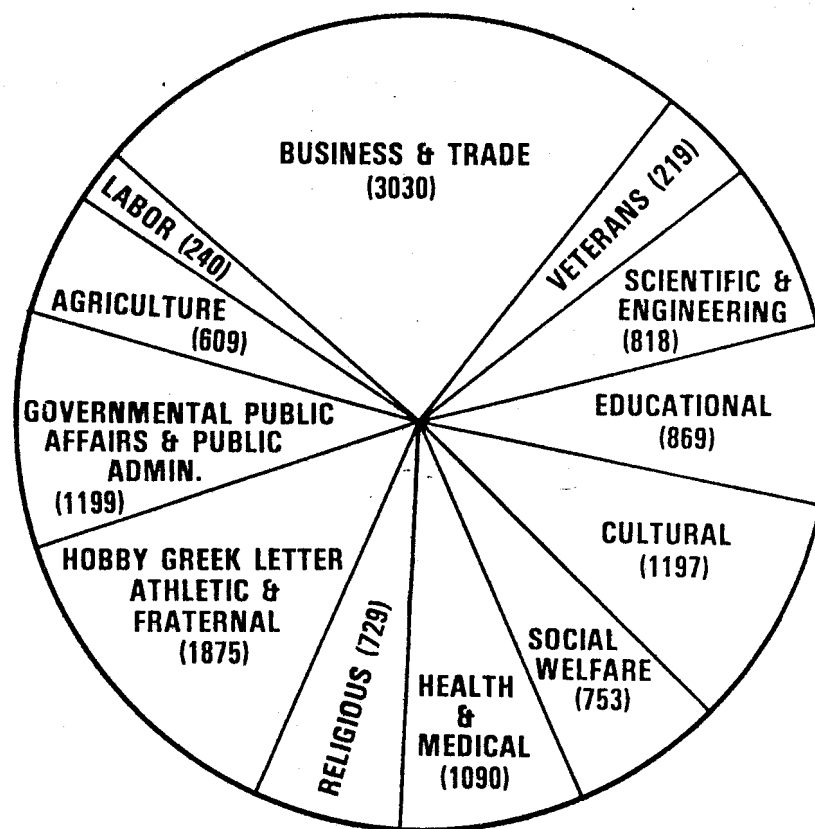 BUSINESS & TRADE
(3030)
VETERANS (219)
SCIENTIFIC &
ENGINEERING
(818)
EDUCATIONAL
(869)
CULTURAL
(1197)
SOCIAL
WELFARE
(753)
HEALTH
&
MEDICAL
(1090)
RELIGIOUS (729)
HOBBY GREEK LETTER
ATHLETIC &
FRATERNAL
(1875)
GOVERNMENTAL PUBLIC
AFFAIRS & PUBLIC
ADMIN.
(1199)
AGRICULTURE
(609)
LABOR (240)